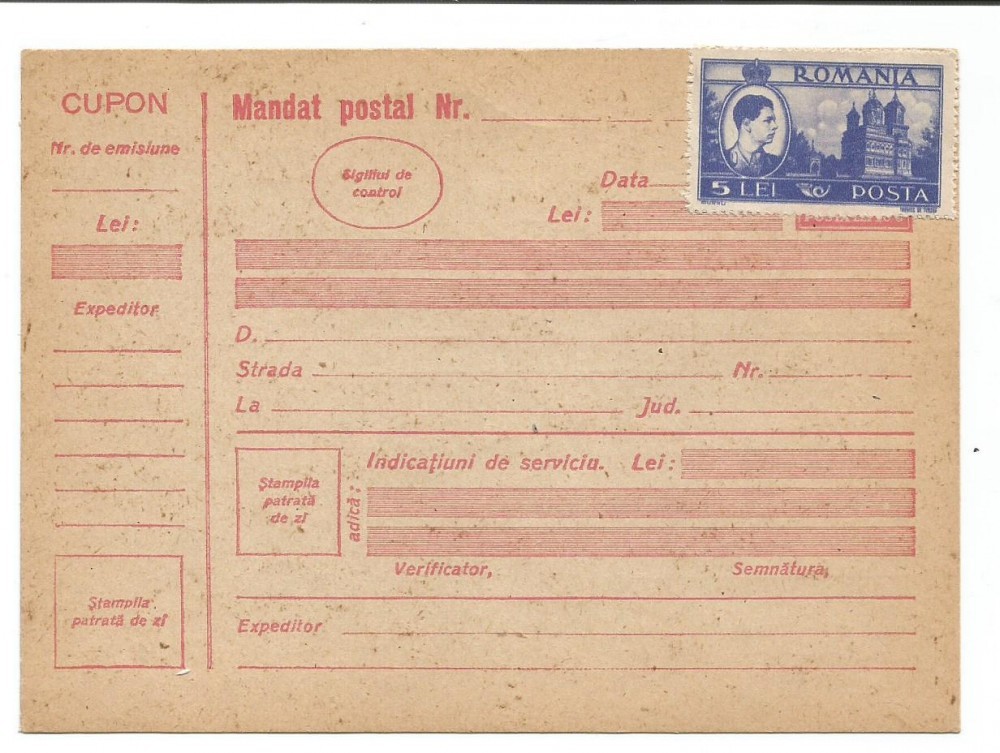 CUPON
Nr. de emisiune
Lei:
Expeditor
Ștampila
patrată de zi
Mandat postal Nr.
Sigiliul de
control
Data
Lei:
D.
Strada Nr.
La Jud.
Ștampila
patrată
de zi
Indicațiuni de serviciu. Lei:
adică:
Verificator, Semnătura,
Expeditor
ROMANIA
5 LEI POSTA